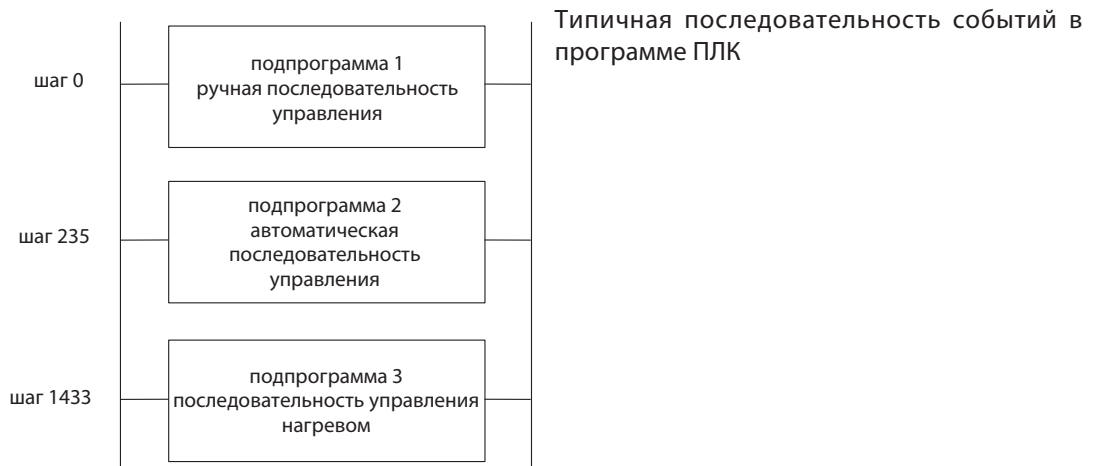 Типичная последовательность событий в
программе ПЛК
шаг 0
подпрограмма 1
ручная последовательность
управления
шаг 235
подпрограмма 2
автоматическая
последовательность
управления
шаг 1433
подпрограмма 3
последовательность управления
нагревом